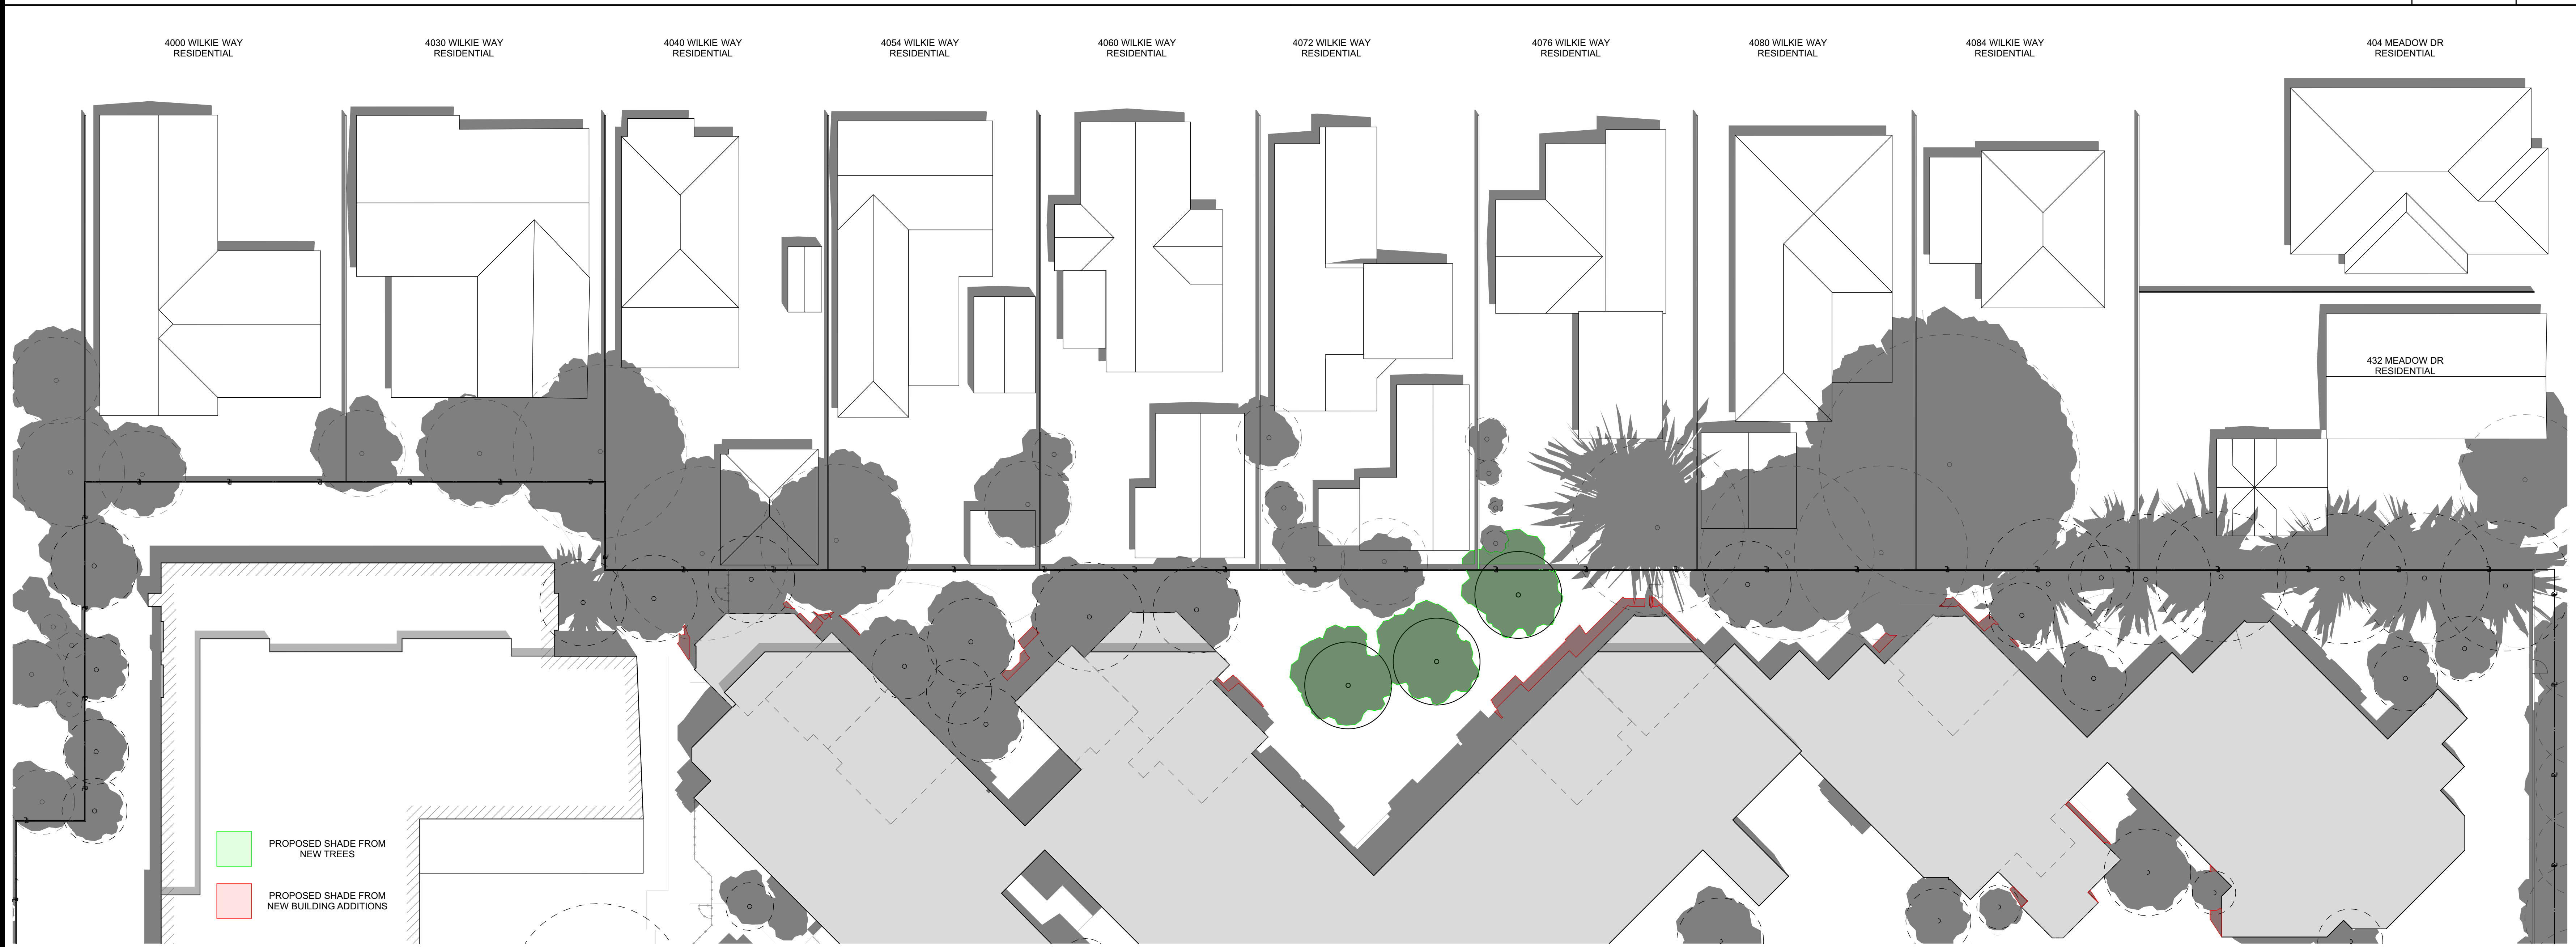 4000 WILKIE WAY
RESIDENTIAL
4030 WILKIE WAY
RESIDENTIAL
4040 WILKIE WAY
RESIDENTIAL
4054 WILKIE WAY
RESIDENTIAL
4060 WILKIE WAY
RESIDENTIAL
4072 WILKIE WAY
RESIDENTIAL
4076 WILKIE WAY
RESIDENTIAL
4080 WILKIE WAY
RESIDENTIAL
4084 WILKIE WAY
RESIDENTIAL
404 MEADOW DR
RESIDENTIAL
432 MEADOW DR
RESIDENTIAL
PROPOSED SHADE FROM
NEW TREES
PROPOSED SHADE FROM
NEW BUILDING ADDITIONS